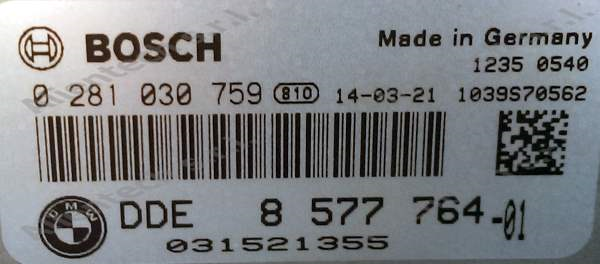 BOSCH Made in Germany
1235 0540
0 281 030 759 810 14-03-21 1039S70562
BMW DDE 8 577 764-01
031521355